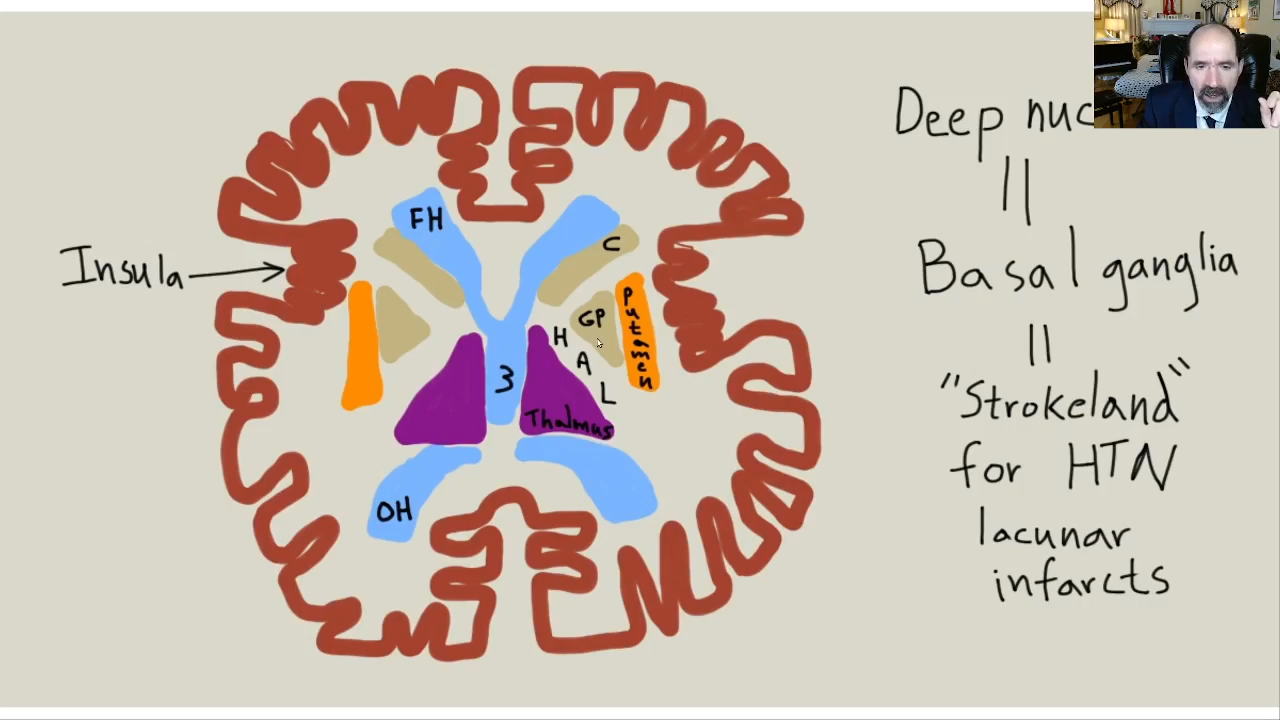 FH
C
Insula
GP
Putamen
H
A
L
3
Thalmus
OH
Deep nuc
Basal ganglia
"Strokeland"
for HTN
lacunar
infarcts